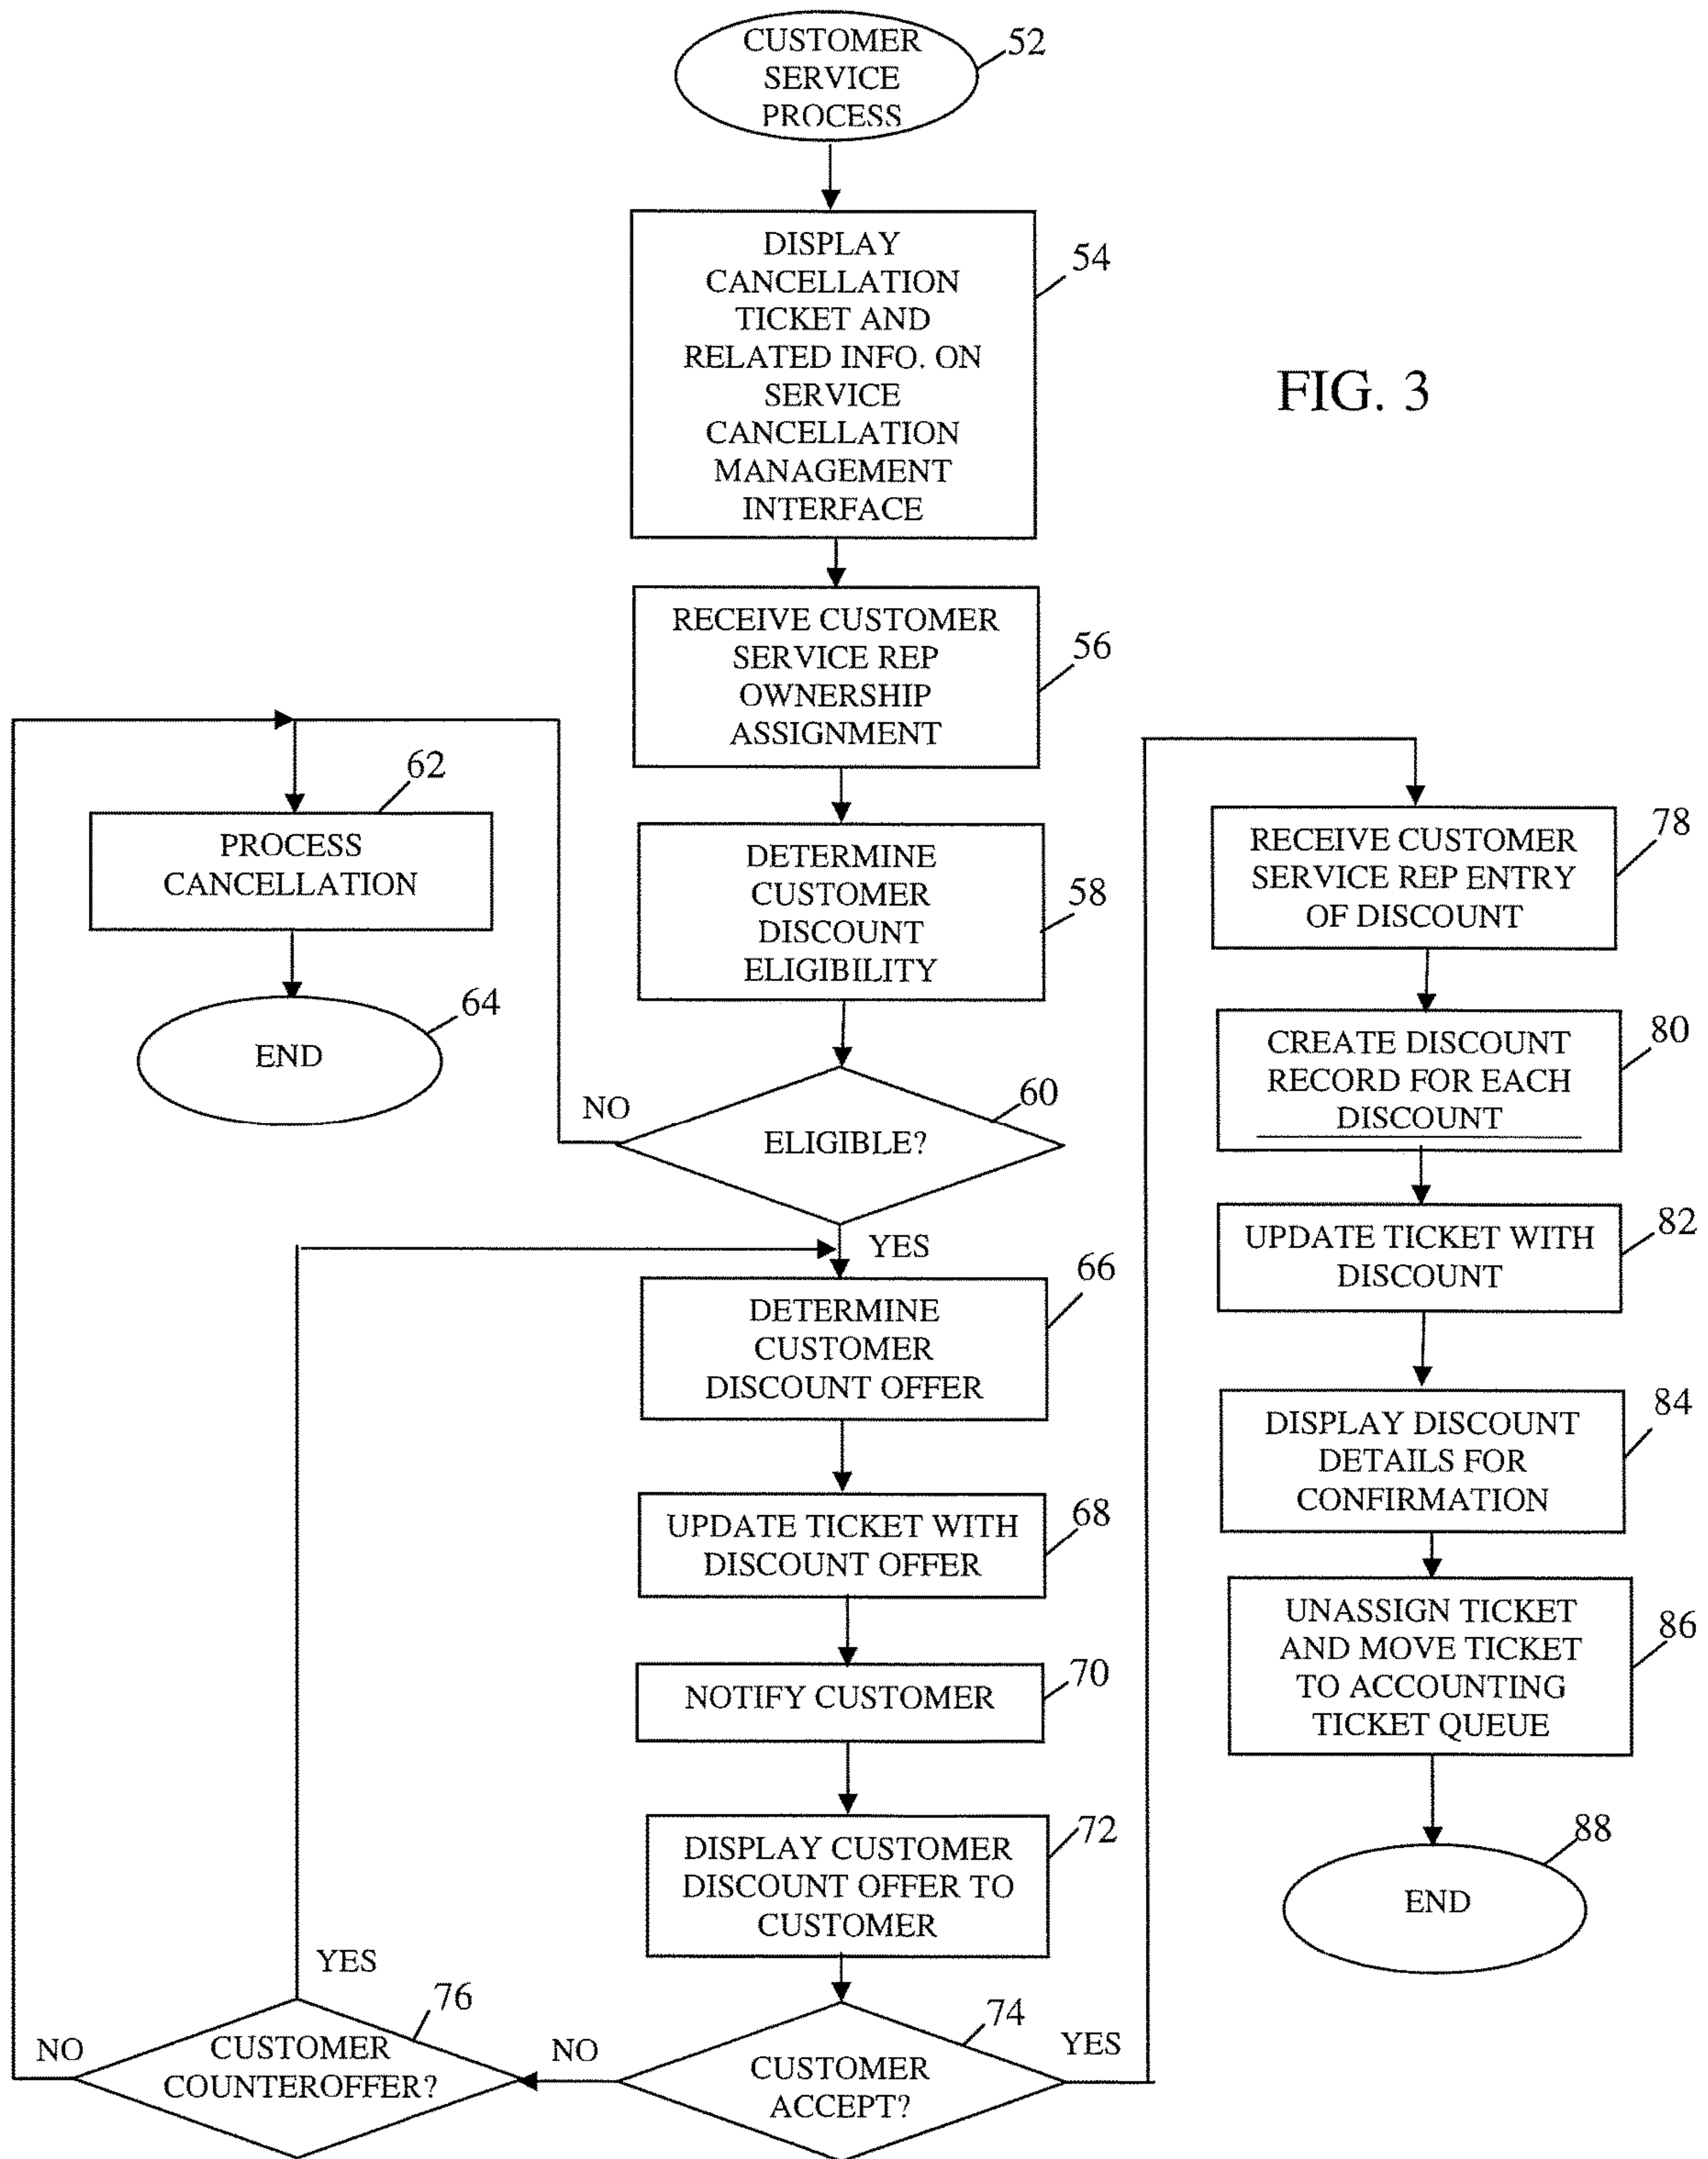 CUSTOMER
SERVICE
PROCESS
52
DISPLAY
CANCELLATION
TICKET AND
RELATED INFO. ON
SERVICE
CANCELLATION
MANAGEMENT
INTERFACE
54
FIG. 3
RECEIVE CUSTOMER
SERVICE REP
OWNERSHIP
ASSIGNMENT
56
DETERMINE
CUSTOMER
DISCOUNT
ELIGIBILITY
58
ELIGIBLE?
60
NO
62
PROCESS
CANCELLATION
64
END
YES
DETERMINE
CUSTOMER
DISCOUNT OFFER
66
UPDATE TICKET WITH
DISCOUNT OFFER
68
NOTIFY CUSTOMER
70
DISPLAY CUSTOMER
DISCOUNT OFFER TO
CUSTOMER
72
CUSTOMER
ACCEPT?
74
NO
YES
CUSTOMER
COUNTEROFFER?
76
YES
NO
RECEIVE CUSTOMER
SERVICE REP ENTRY
OF DISCOUNT
78
CREATE DISCOUNT
RECORD FOR EACH
DISCOUNT
80
UPDATE TICKET WITH
DISCOUNT
82
DISPLAY DISCOUNT
DETAILS FOR
CONFIRMATION
84
UNASSIGN TICKET
AND MOVE TICKET
TO ACCOUNTING
TICKET QUEUE
86
END
88